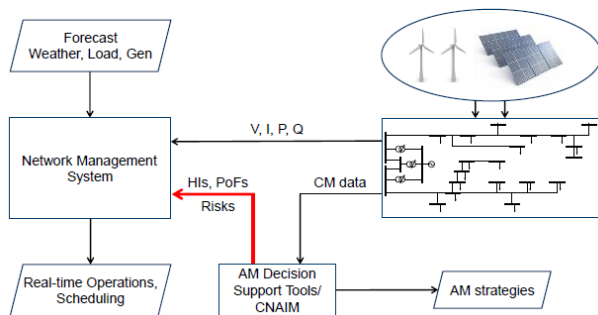 Forecast
Weather, Load, Gen
V, I, P, Q
Network Management
System
HIs, PoFs
Risks
CM data
Real-time Operations,
Scheduling
AM Decision
Support Tools/
CNAIM
AM strategies